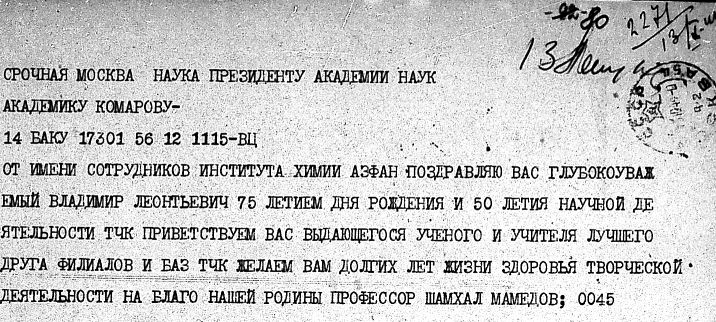 2271
13
СРОЧНАЯ МОСКВА НАУКА ПРЕЗИДЕНТУ АКАДЕМИИ НАУК
АКАДЕМИКУ КОМАРОВУ-
14 БАКУ 17301 56 12 1115-ВЦ
ОТ ИМЕНИ СОТРУДНИКОВ ИНСТИТУТА ХИМИИ АЗФАН ПОЗДРАВЛЯЮ ВАС ГЛУБОКОУВАЖ
ЕМЫЙ ВЛАДИМИР ЛЕОНТЬЕВИЧ 75 ЛЕТИЕМ ДНЯ РОЖДЕНИЯ И 50 ЛЕТИЯ НАУЧНОЙ ДЕ
ЯТЕЛЬНОСТИ ТЧК ПРИВЕТСТВУЕМ ВАС ВЫДАЮЩЕГОСЯ УЧЕНОГО И УЧИТЕЛЯ ЛУЧШЕГО
ДРУГА ФИЛИАЛОВ И БАЗ ТЧК ЖЕЛАЕМ ВАМ ДОЛГИХ ЛЕТ ЖИЗНИ ЗДОРОВЬЯ ТВОРЧЕСКОЙ
ДЕЯТЕЛЬНОСТИ НА БЛАГО НАШЕЙ РОДИНЫ ПРОФЕССОР ШАМХАЛ МАМЕДОВ; 0045